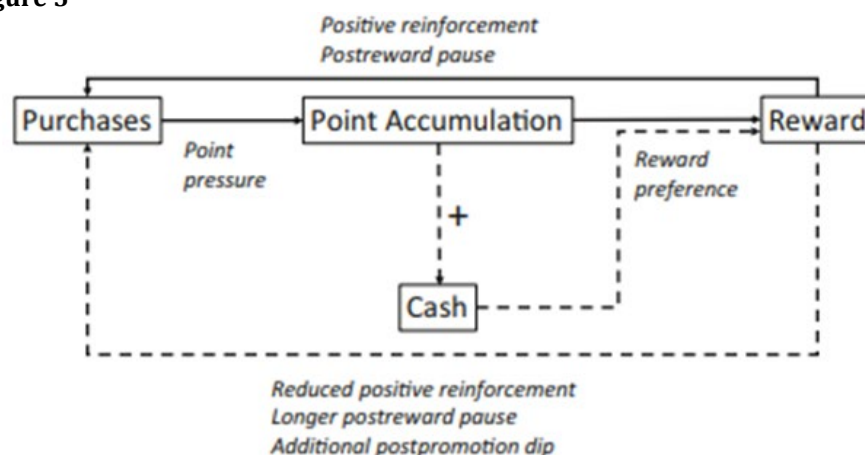 Positive reinforcement
Postreward pause
Purchases
Point Accumulation
Reward
Point
pressure
Reward
preference
+
Cash
Reduced positive reinforcement
Longer postreward pause
Additional postpromotion dip